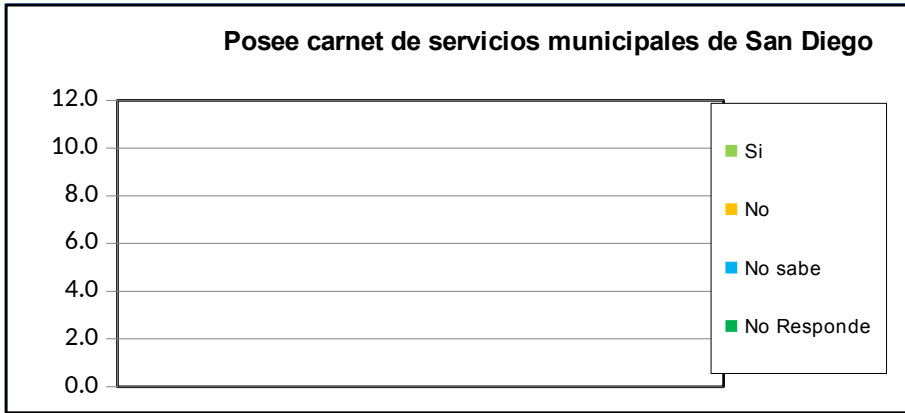 Posee carnet de servicios municipales de San Diego
12.0
10.0
8.0
6.0
4.0
2.0
0.0
Si
No
No sabe
No Responde